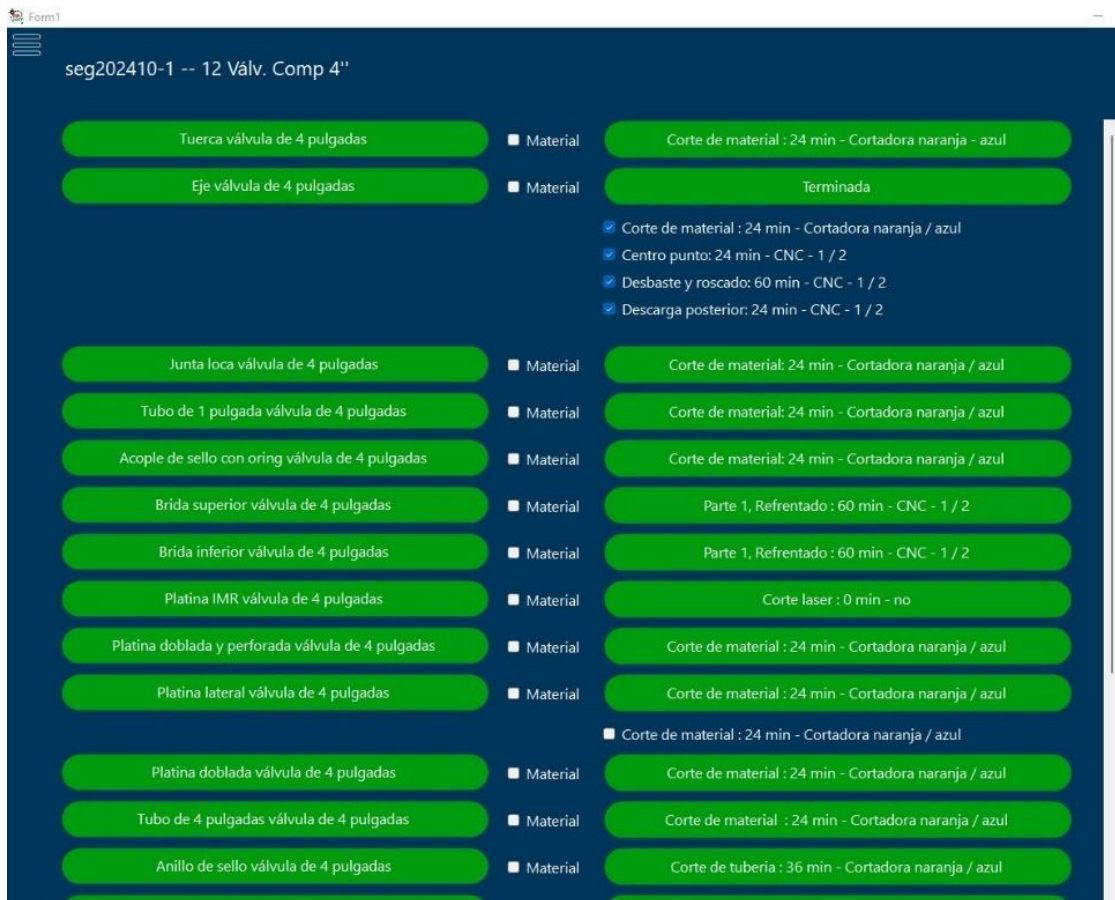 Form1
seg202410-1 -- 12 Válv. Comp 4''
Tuerca válvula de 4 pulgadas Material Corte de material : 24 min - Cortadora naranja - azul
Eje válvula de 4 pulgadas Material Terminada
Corte de material : 24 min - Cortadora naranja / azul
Centro punto: 24 min - CNC - 1 / 2
Desbaste y roscado: 60 min - CNC - 1 / 2
Descarga posterior: 24 min - CNC - 1 / 2
Junta loca válvula de 4 pulgadas Material Corte de material: 24 min - Cortadora naranja / azul
Tubo de 1 pulgada válvula de 4 pulgadas Material Corte de material: 24 min - Cortadora naranja / azul
Acople de sello con oring válvula de 4 pulgadas Material Corte de material: 24 min - Cortadora naranja / azul
Brida superior válvula de 4 pulgadas Material Parte 1, Refrentado : 60 min - CNC - 1 / 2
Brida inferior válvula de 4 pulgadas Material Parte 1, Refrentado : 60 min - CNC - 1 / 2
Platina IMR válvula de 4 pulgadas Material Corte laser : 0 min - no
Platina doblada y perforada válvula de 4 pulgadas Material Corte de material : 24 min - Cortadora naranja / azul
Platina lateral válvula de 4 pulgadas Material Corte de material : 24 min - Cortadora naranja / azul
Corte de material : 24 min - Cortadora naranja / azul
Platina doblada válvula de 4 pulgadas Material Corte de material : 24 min - Cortadora naranja / azul
Tubo de 4 pulgadas válvula de 4 pulgadas Material Corte de material : 24 min - Cortadora naranja / azul
Anillo de sello válvula de 4 pulgadas Material Corte de tuberia : 36 min - Cortadora naranja / azul